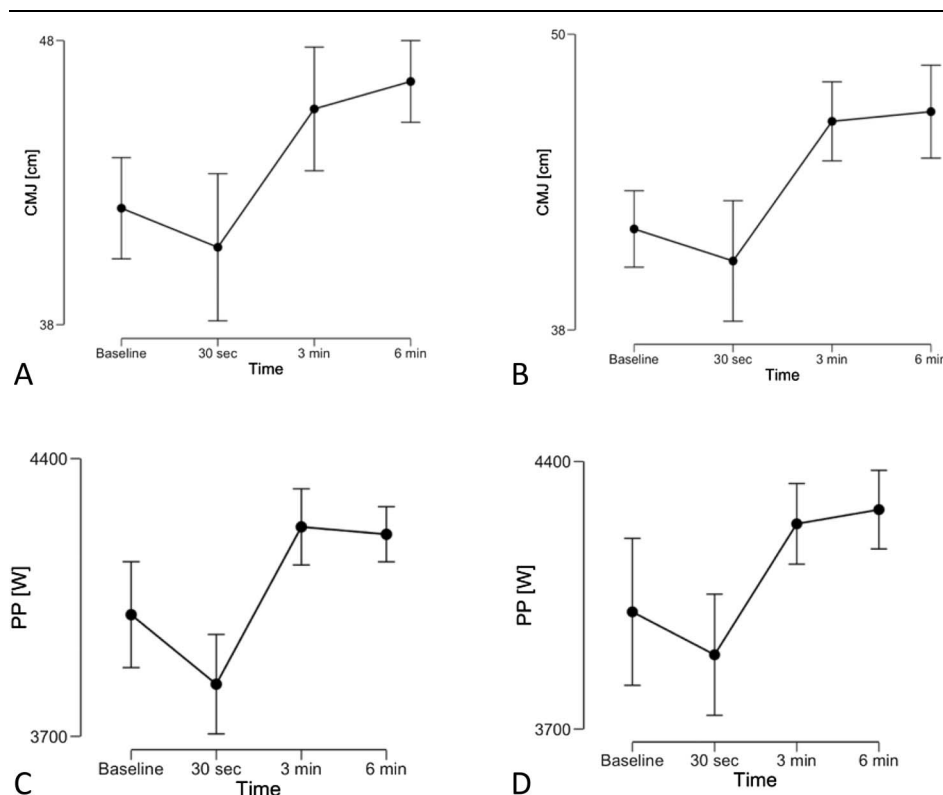 48
CMJ [cm]
38
Baseline 30 sec 3 min 6 min
Time
A
50
CMJ [cm]
38
Baseline 30 sec 3 min 6 min
Time
B
4400
PP [W]
3700
Baseline 30 sec 3 min 6 min
Time
C
4400
PP [W]
3700
Baseline 30 sec 3 min 6 min
Time
D